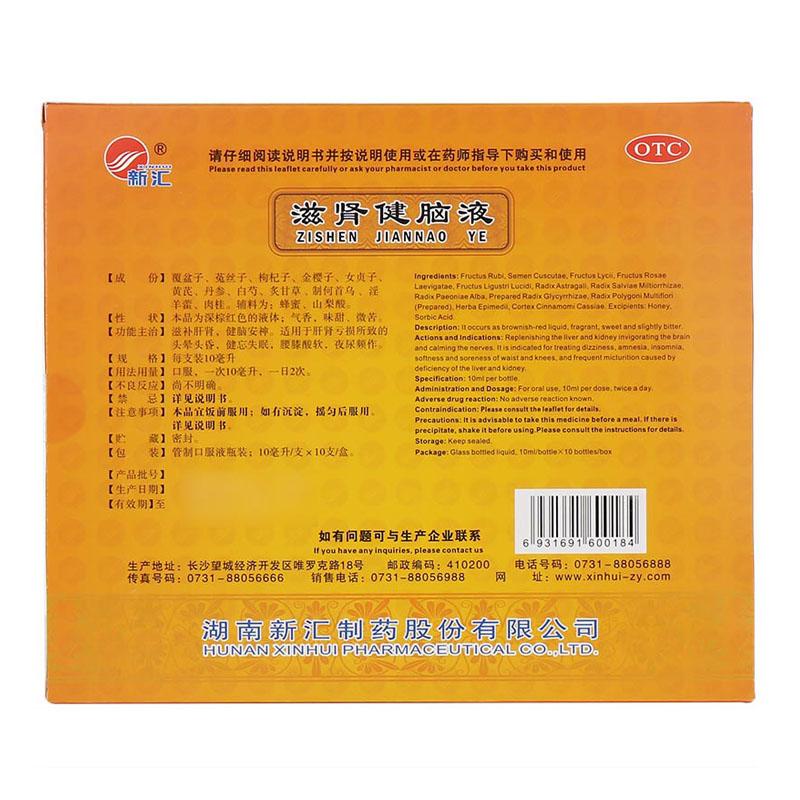 XINHUI
新汇
®
请仔细阅读说明书并按说明使用或在药师指导下购买和使用
Please read this leaflet carefully or ask your pharmacist or doctor before you take this product
OTC
滋肾健脑液
ZISHEN JIANNAO YE
【成 份】覆盆子、菟丝子、枸杞子、金樱子、女贞子、
黄芪、丹参、白芍、炙甘草、制何首乌、淫
羊藿、肉桂。辅料为：蜂蜜、山梨酸。
【性 状】本品为深棕红色的液体；气香，味甜、微苦。
【功能主治】滋补肝肾，健脑安神。适用于肝肾亏损所致的
头晕头昏，健忘失眠，腰膝酸软，夜尿频作。
【规 格】每支装10毫升
【用法用量】口服，一次10毫升，一日2次。
【不良反应】尚不明确。
【禁 忌】详见说明书。
【注意事项】本品宜饭前服用；如有沉淀，摇匀后服用。
详见说明书。
【贮 藏】密封。
【包 装】管制口服液瓶装；10毫升/支×10支/盒。
【产品批号】
【生产日期】
【有效期】至
Ingredients: Fructus Rubi, Semen Cuscutae, Fructus Lycii, Fructus Rosae
Laevigatae, Fructus Ligustri Lucidi, Radix Astragali, Radix Salviae Miltiorrhizae,
Radix Paeoniae Alba, Prepared Radix Glycyrrhizae, Radix Polygoni Multiflori
(Prepared), Herba Epimedii, Cortex Cinnamomi Cassiae. Excipients: Honey,
Sorbic Acid.
Description: It occurs as brownish-red liquid, fragrant, sweet and slightly bitter.
Actions and Indications: Replenishing the liver and kidney invigorating the brain
and calming the nerves. It is indicated for treating dizziness, amnesia, insomnia,
softness and soreness of waist and knees, and frequent micturition caused by
deficiency of the liver and kidney.
Specification: 10ml per bottle.
Administration and Dosage: For oral use, 10ml per dose, twice a day.
Adverse drug reaction: No adverse reaction known.
Contraindication: Please consult the leaflet for details.
Precautions: It is advisable to take this medicine before a meal. If there is
precipitate, shake it before using.Please consult the instructions for details.
Storage: Keep sealed.
Package: Glass bottled liquid, 10ml/bottle×10 bottles/box
6 931691 600184
如有问题可与生产企业联系
If you have any inquiries, please contact us
生产地址：长沙望城经济开发区唯罗克路18号 邮政编码：410200 电话号码：0731-88056888
传真号码：0731-88056666 销售电话：0731-88056988 网 址：www.xinhui-zy.com
湖南新汇制药股份有限公司
HUNAN XINHUI PHARMACEUTICAL CO.,LTD.